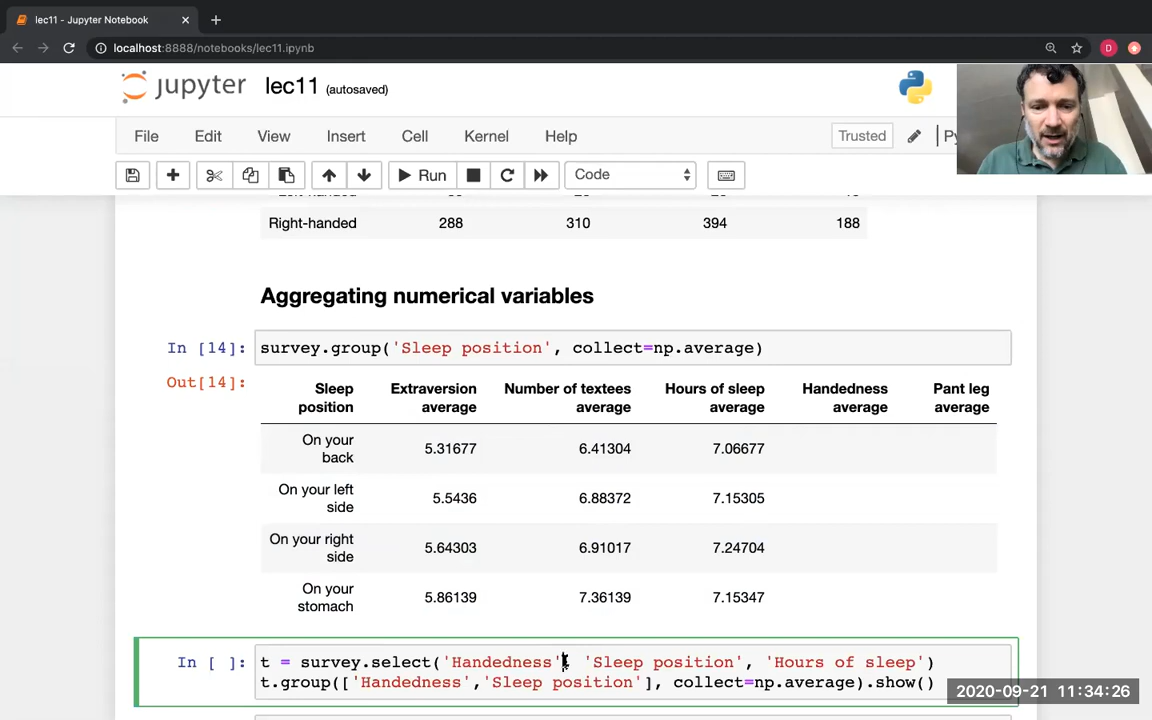 lec11 - Jupyter Notebook
localhost:8888/notebooks/lec11.ipynb
D
jupyter lec11 (autosaved)
File Edit View Insert Cell Kernel Help Trusted
Run Code
Right-handed 288 310 394 188
Aggregating numerical variables
In [14]: survey.group('Sleep position', collect=np.average)
Out[14]:
Sleep Extraversion Number of textees Hours of sleep Handedness Pant leg
position average average average average average
On your
back 5.31677 6.41304 7.06677
On your left
side 5.5436 6.88372 7.15305
On your right
side 5.64303 6.91017 7.24704
On your
stomach 5.86139 7.36139 7.15347
In [ ]: t = survey.select('Handedness', 'Sleep position', 'Hours of sleep')
t.group(['Handedness','Sleep position'], collect=np.average).show()
2020-09-21 11:34:26